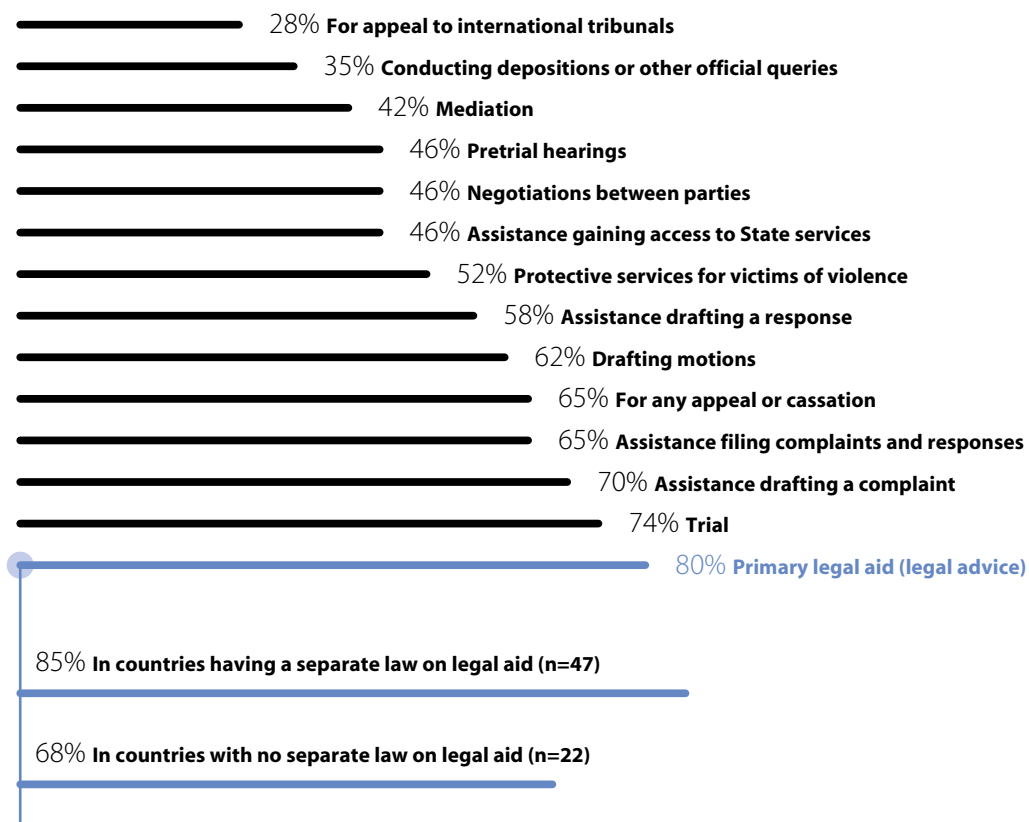 28% For appeal to international tribunals
35% Conducting depositions or other official queries
42% Mediation
46% Pretrial hearings
46% Negotiations between parties
46% Assistance gaining access to State services
52% Protective services for victims of violence
58% Assistance drafting a response
62% Drafting motions
65% For any appeal or cassation
65% Assistance filing complaints and responses
70% Assistance drafting a complaint
74% Trial
80% Primary legal aid (legal advice)
85% In countries having a separate law on legal aid (n=47)
68% In countries with no separate law on legal aid (n=22)